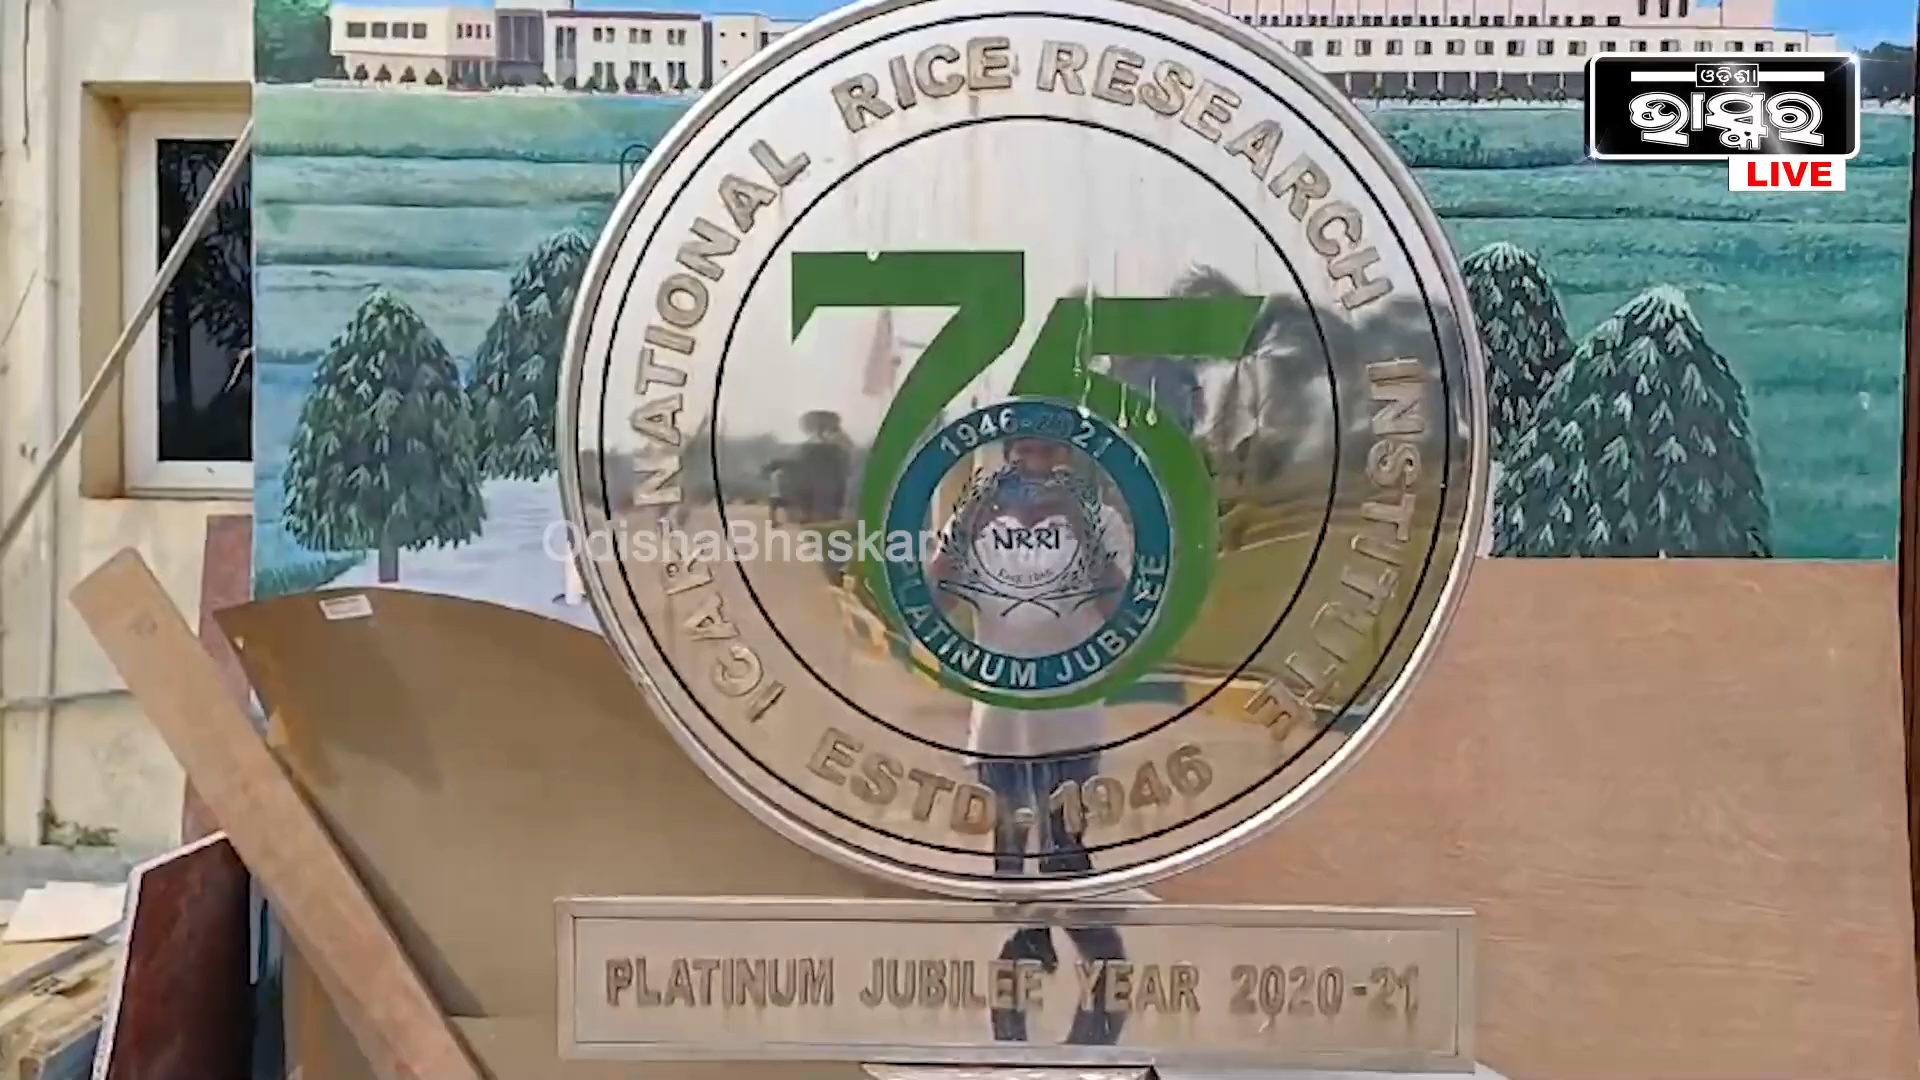 ଓଡ଼ିଶା
ଭାସ୍କର
LIVE
ICAR-NATIONAL RICE RESEARCH INSTITUTE
75
1946-2021
NRRI
PLATINUM JUBILEE
OdishaBhaskar
ESTD-1946
PLATINUM JUBILEE YEAR 2020-21